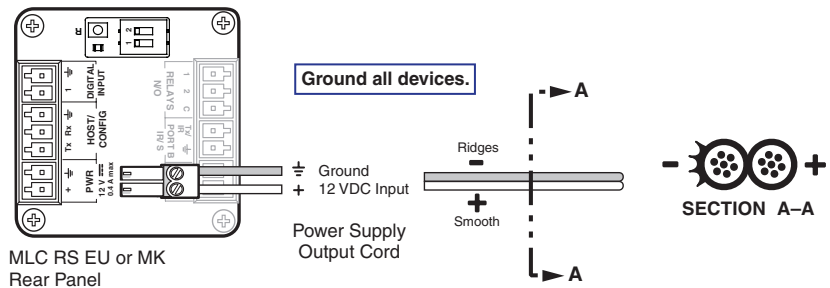 R
2
1
1
DIGITAL
INPUT
Tx Rx
HOST/
CONFIG
+
PWR
12 V
0.4 A max
RELAYS
N/O
1 2 C
PORT B
IR/S
Tx/
IR
Ground all devices.
Ground
+ 12 VDC Input
Power Supply
Output Cord
Ridges
-
+
Smooth
A
A
- +
SECTION A–A
MLC RS EU or MK
Rear Panel